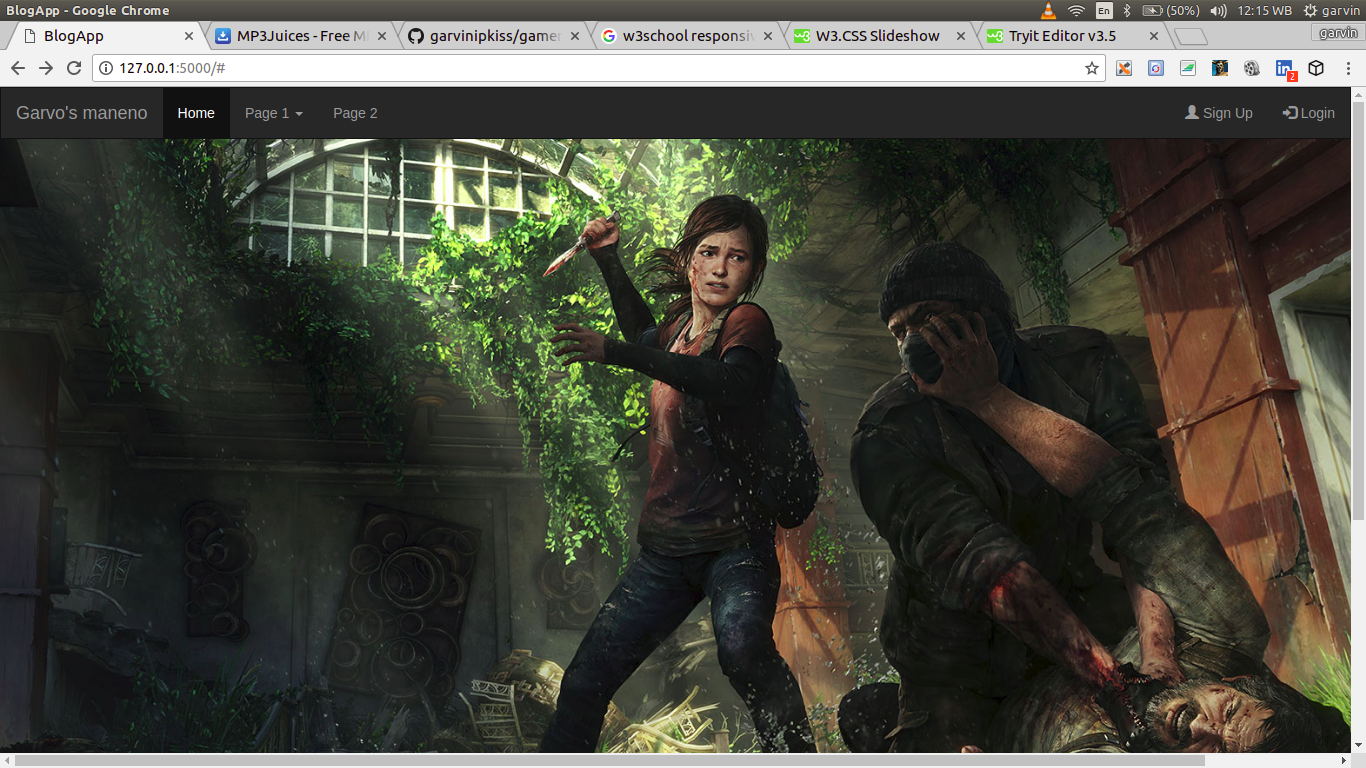 BlogApp - Google Chrome
En (50%) 12:15 WB garvin
BlogApp MP3Juices - Free M garvinipkiss/gamer w3school responsiv W3.CSS Slideshow Tryit Editor v3.5 garvin
127.0.0.1:5000/#
2
Garvo's maneno Home Page 1 Page 2 Sign Up Login